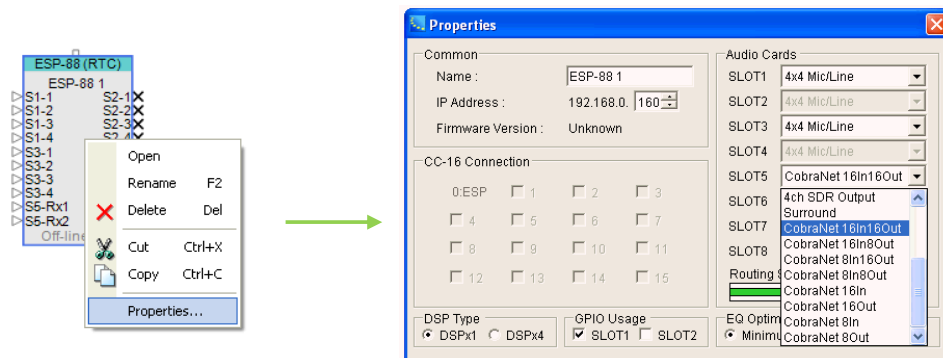 ESP-88 (RTC)
ESP-88 1
S1-1 S2-1
S1-2 S2-2
S1-3 S2-3
S1-4 S2-4
S3-1
S3-2
S3-3
S3-4
S5-Rx1
S5-Rx2
Off-line
Open
Rename F2
Delete Del
Cut Ctrl+X
Copy Ctrl+C
Properties...
Properties
Common
Name : ESP-88 1
IP Address : 192.168.0. 160
Firmware Version : Unknown
CC-16 Connection
0:ESP 1 2 3
4 5 6 7
8 9 10 11
12 13 14 15
DSP Type
DSPx1 DSPx4
GPIO Usage
SLOT1 SLOT2
Audio Cards
SLOT1 4x4 Mic/Line
SLOT2 4x4 Mic/Line
SLOT3 4x4 Mic/Line
SLOT4 4x4 Mic/Line
SLOT5 CobraNet 16In16Out
SLOT6
SLOT7
SLOT8
4ch SDR Output
Surround
CobraNet 16In16Out
CobraNet 16In8Out
CobraNet 8In16Out
CobraNet 8In8Out
CobraNet 16In
CobraNet 16Out
CobraNet 8In
CobraNet 8Out
Routing
EQ Optim
Minimu